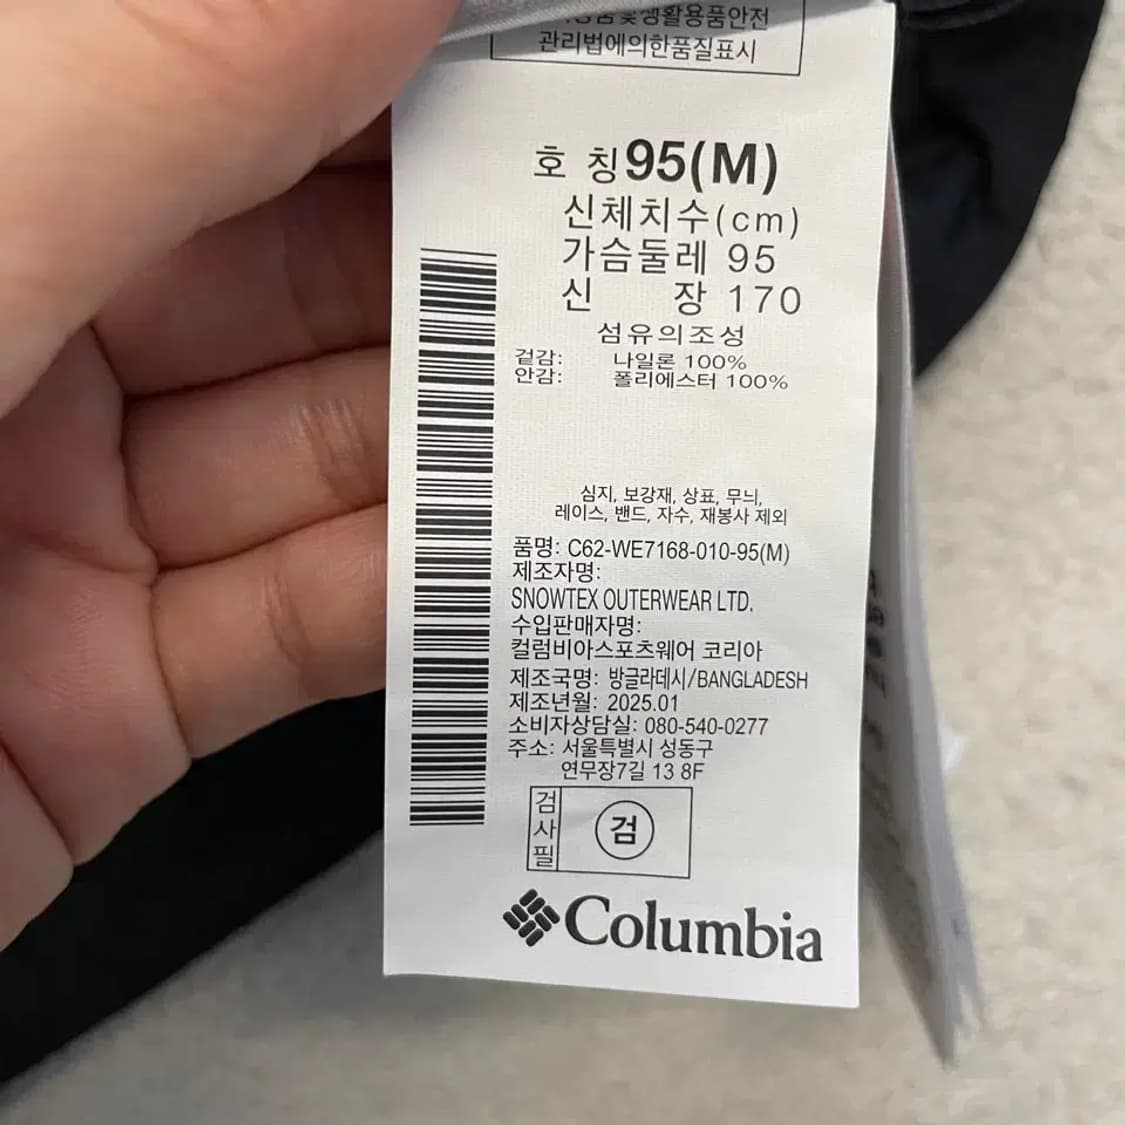 생활용품안전
관리법에의한품질표시
호 칭 95(M)
신체치수(cm)
가슴둘레 95
신 장 170
섬유의조성
겉감: 나일론 100%
안감: 폴리에스터 100%
심지, 보강재, 상표, 무늬,
레이스, 밴드, 자수, 재봉사 제외
품명: C62-WE7168-010-95(M)
제조자명:
SNOWTEX OUTERWEAR LTD.
수입판매자명:
컬럼비아스포츠웨어 코리아
제조국명: 방글라데시/BANGLADESH
제조년월: 2025.01
소비자상담실: 080-540-0277
주소: 서울특별시 성동구
연무장7길 13 8F
검사필
검
Columbia